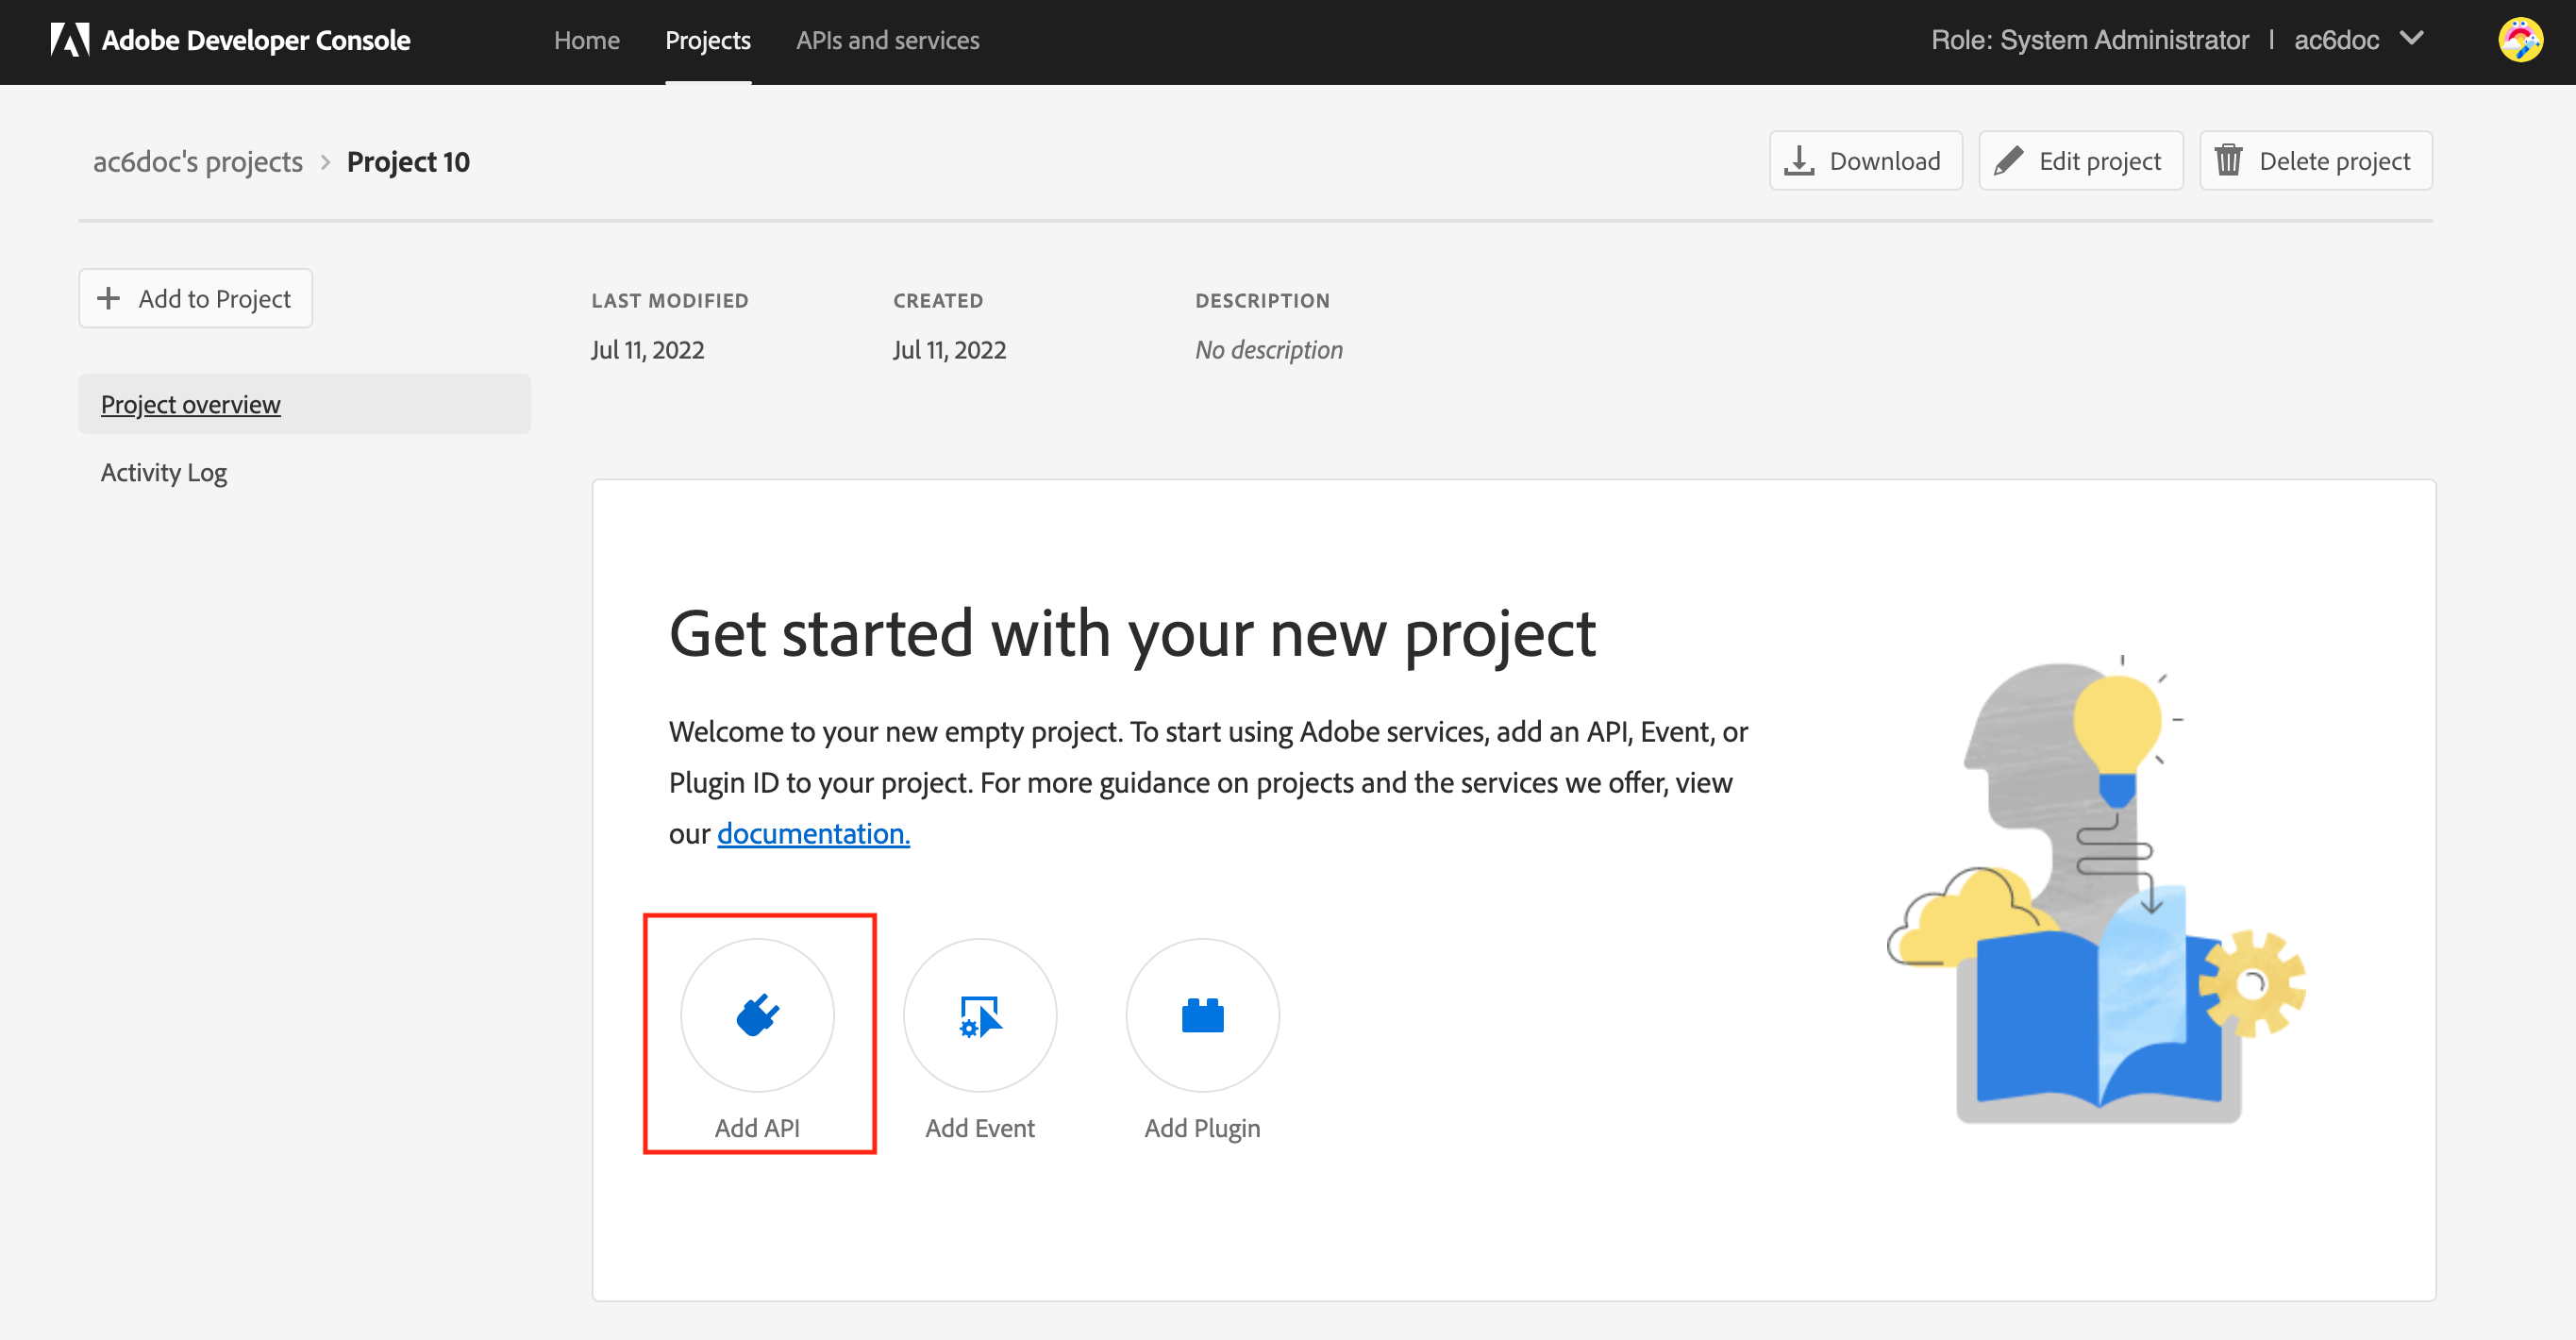 Adobe Developer Console
Home
Projects
APIs and services
Role: System Administrator | ac6doc
ac6doc's projects > Project 10
Download
Edit project
Delete project
+ Add to Project
Project overview
Activity Log
LAST MODIFIED
Jul 11, 2022
CREATED
Jul 11, 2022
DESCRIPTION
No description
Get started with your new project
Welcome to your new empty project. To start using Adobe services, add an API, Event, or
Plugin ID to your project. For more guidance on projects and the services we offer, view
our documentation.
Add API
Add Event
Add Plugin